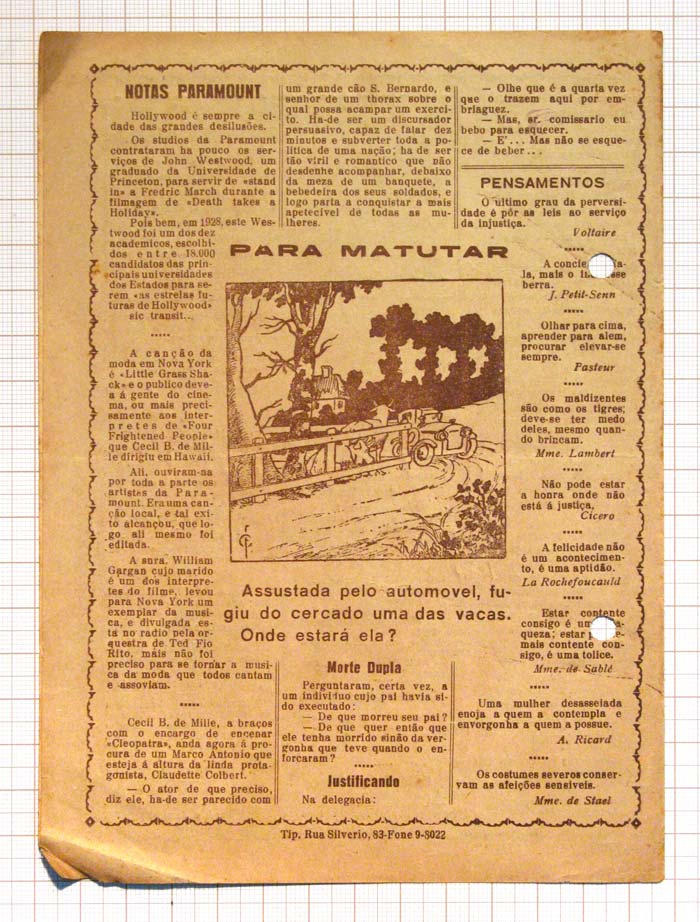 NOTAS PARAMOUNT
Hollywood é sempre a ci-
dade das grandes desilusões.
Os studios da Paramount
contrataram ha pouco os ser-
viços de John Westwood, um
graduado da Universidade de
Princeton, para servir de «stand
in» a Fredric March durante a
filmagem de «Death takes a
Holiday».
Pois bem, em 1928, este Wes-
twood foi um dos dez
academicos, escolhi-
dos entre 18.000
candidatos das prin-
cipais universidades
dos Estados para se-
rem «as estrelas fu-
turas de Hollywood»
sic transit...
A canção da
moda em Nova York
é «Little Grass Sha-
ck» e o publico deve-
a á gente do cine-
ma, ou mais preci-
samente aos inter-
pretes de «Four
Frightened People»
que Cecil B. de Mil-
le dirigiu em Hawaii.
Ali, ouviram-na
por toda a parte os
artistas da Para-
mount. Era uma can-
ção local, e tal exi-
to alcançou, que lo-
go ali mesmo foi
editada.
A snra. William
Gargan cujo marido
é um dos interpre-
tes do filme, levou
para Nova York um
exemplar da musi-
ca, e divulgada es-
tá no radio pela or-
questra de Ted Fio
Rito, mais não foi
preciso para se tornar a musi-
ca da moda que todos cantam
e assoviam.
Cecil B. de Mille, a braços
com o encargo de encenar
«Cleopatra», anda agora á pro-
cura de um Marco Antonio que
esteja á altura da linda prota-
gonista, Claudette Colbert.
— O ator de que preciso,
diz ele, ha-de ser parecido com
um grande cão S. Bernardo, e
senhor de um thorax sobre o
qual possa acampar um exerci-
to. Ha-de ser um discursador
persuasivo, capaz de falar dez
minutos e subverter toda a po-
litica de uma nação; ha de ser
tão viril e romantico que não
desdenhe acompanhar, debaixo
da meza de um banquete, a
bebedeira dos seus soldados, e
logo parta a conquistar a mais
apetecivel de todas as mu-
lheres.
PARA MATUTAR
Assustada pelo automovel, fu-
giu do cercado uma das vacas.
Onde estará ela?
Morte Dupla
Perguntaram, certa vez, a
um individuo cujo pai havia si-
do executado:
— De que morreu seu pai?
— De que quer então que
ele tenha morrido sinão da ver-
gonha que teve quando o en-
forcaram?
Justificando
Na delegacia:
— Olhe que é a quarta vez
que o trazem aqui por em-
briaguez.
— Mas, sr. comissario eu
bebo para esquecer.
— E'... Mas não se esque-
ce de beber...
PENSAMENTOS
O ultimo grau da perversi-
dade é pôr as leis ao serviço
da injustiça.
Voltaire
A
la, mais o
berra.
J. Petit-Senn
Olhar para cima,
aprender para alem,
procurar elevar-se
sempre.
Pasteur
Os maldizentes
são como os tigres;
deve-se ter medo
deles, mesmo quan-
do brincam.
Mme. Lambert
Não pode estar
a honra onde não
está á justiça.
Cicero
A felicidade não
é um acontecimen-
to, é uma aptidão.
La Rochefoucauld
Estar contente
consigo é
queza; estar
mais contente con-
sigo, é uma tolice.
Mme. de Sablé
Uma mulher desasseiada
enoja a quem a contempla e
envorgonha a quem a possue.
A. Ricard
Os costumes severos conser-
vam as afeições sensiveis.
Mme. de Stael
Tip. Rua Silverio, 83-Fone 9-8022